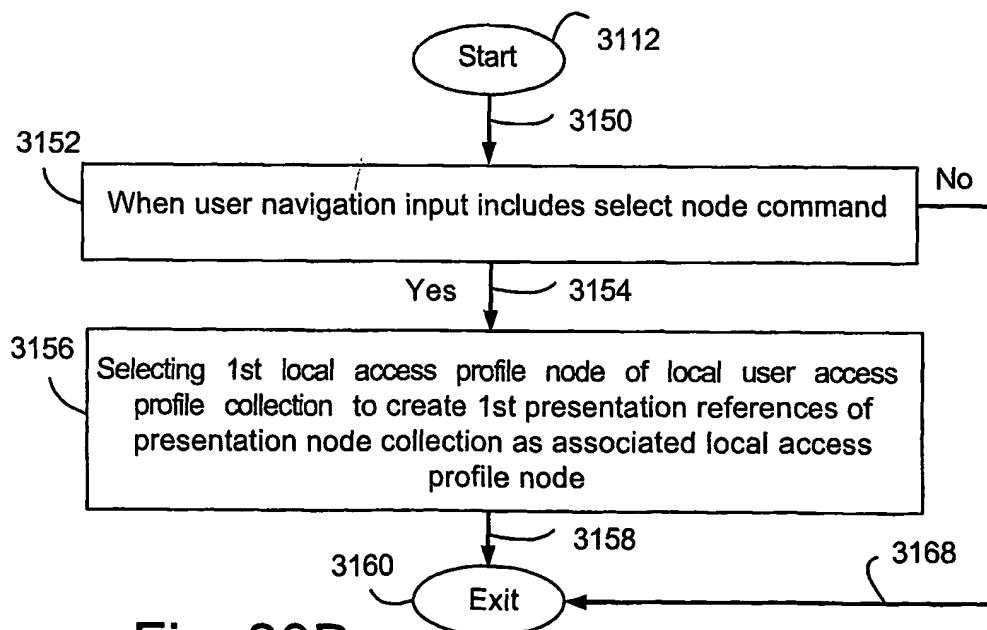 Start
3112
3150
3152
When user navigation input includes select node command
No
Yes
3154
3156
Selecting 1st local access profile node of local user access
profile collection to create 1st presentation references of
presentation node collection as associated local access
profile node
3158
3160
Exit
3168
Fig.